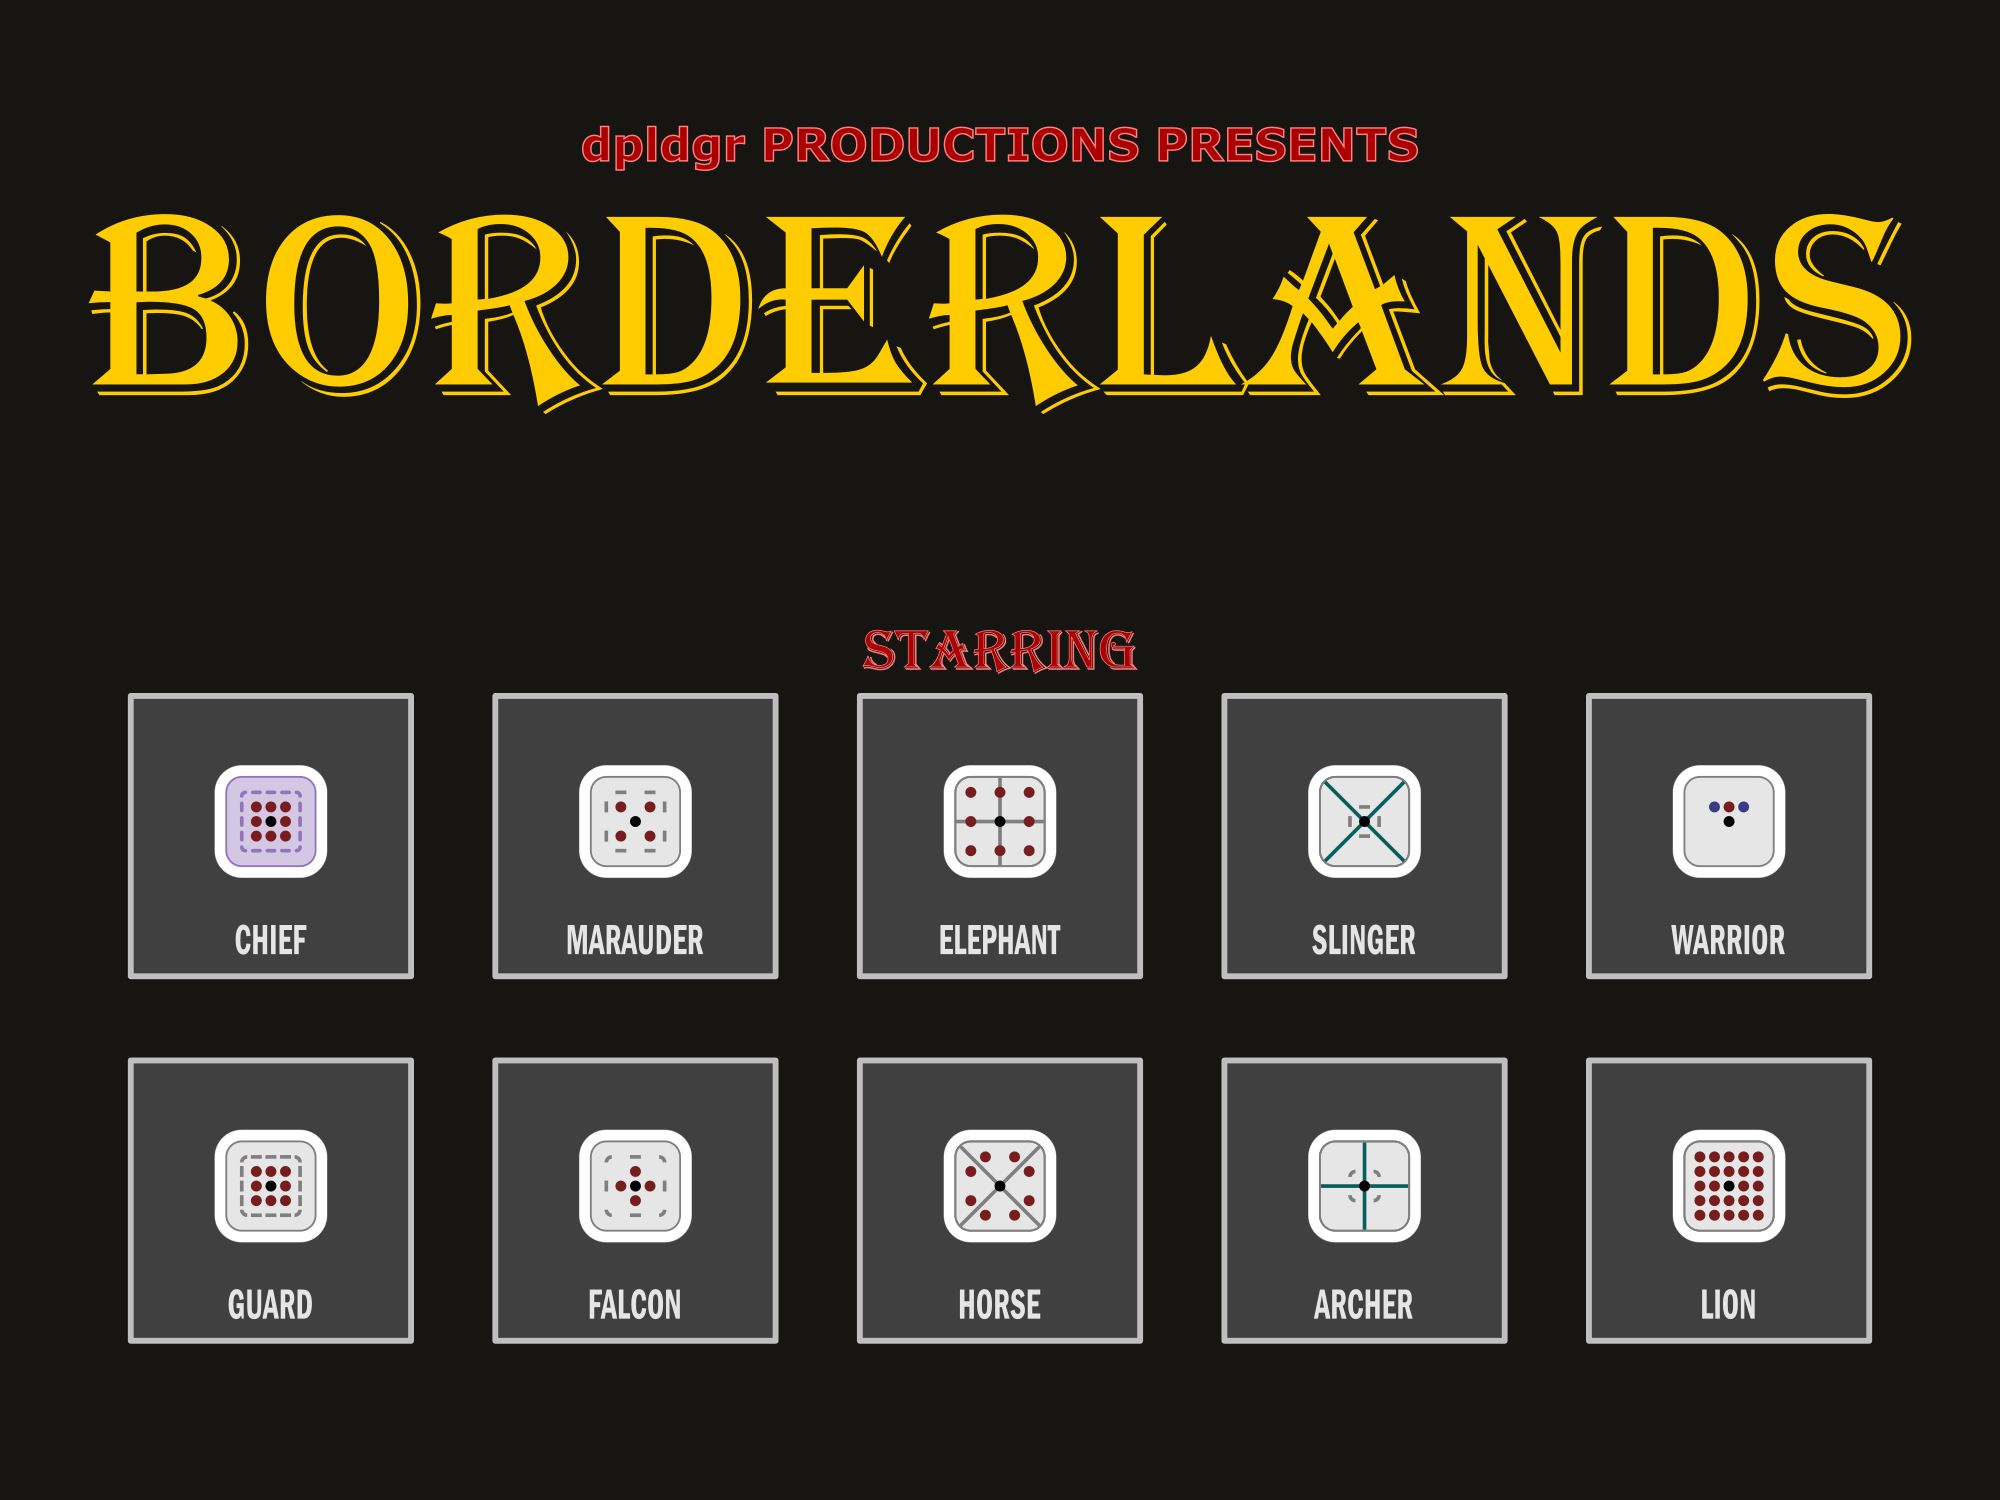 dpldgr PRODUCTIONS PRESENTS
BORDERLANDS
STARRING
CHIEF
MARAUDER
ELEPHANT
SLINGER
WARRIOR
GUARD
FALCON
HORSE
ARCHER
LION